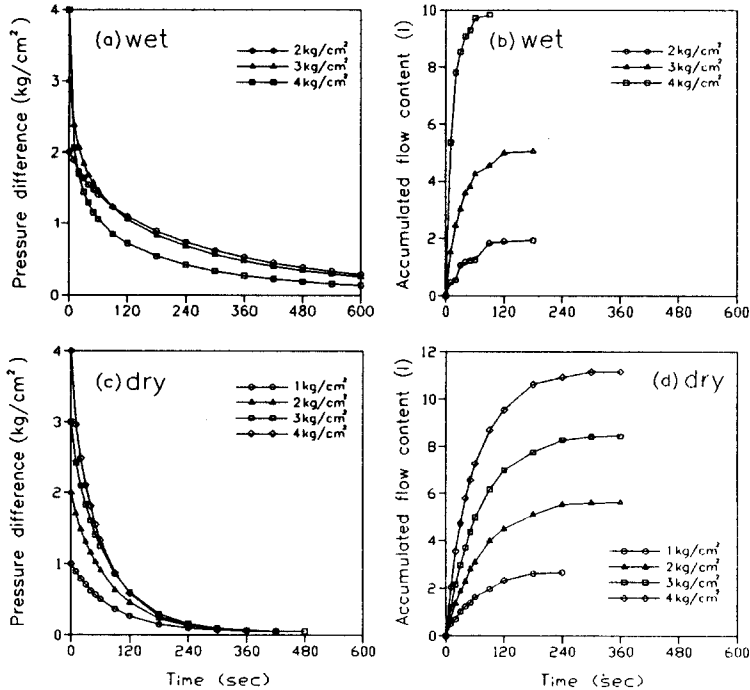 (a) wet
2kg/cm²
3kg/cm²
4kg/cm²
Pressure difference (kg/cm²)
4
3
2
1
0
0 120 240 360 480 600
(b) wet
2kg/cm²
3kg/cm²
4kg/cm²
Accumulated flow content (l)
10
8
6
4
2
0
0 120 240 360 480 600
(c) dry
1kg/cm²
2kg/cm²
3kg/cm²
4kg/cm²
Pressure difference (kg/cm²)
4
3
2
1
0
0 120 240 360 480 600
Time (sec)
(d) dry
1kg/cm²
2kg/cm²
3kg/cm²
4kg/cm²
Accumulated flow content (l)
12
10
8
6
4
2
0
0 120 240 360 480 600
Time (sec)